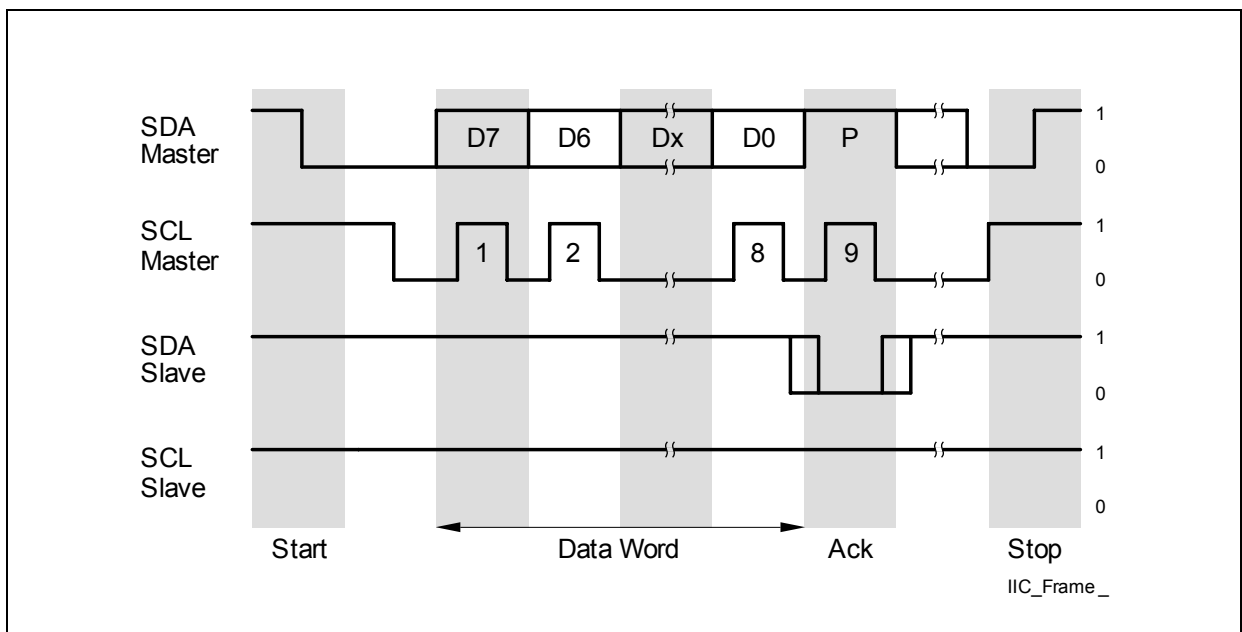 SDA
Master
D7 D6 Dx D0 P
1
0
SCL
Master
1 2 8 9
1
0
SDA
Slave
1
0
SCL
Slave
1
0
Start Data Word Ack Stop
IIC_Frame _